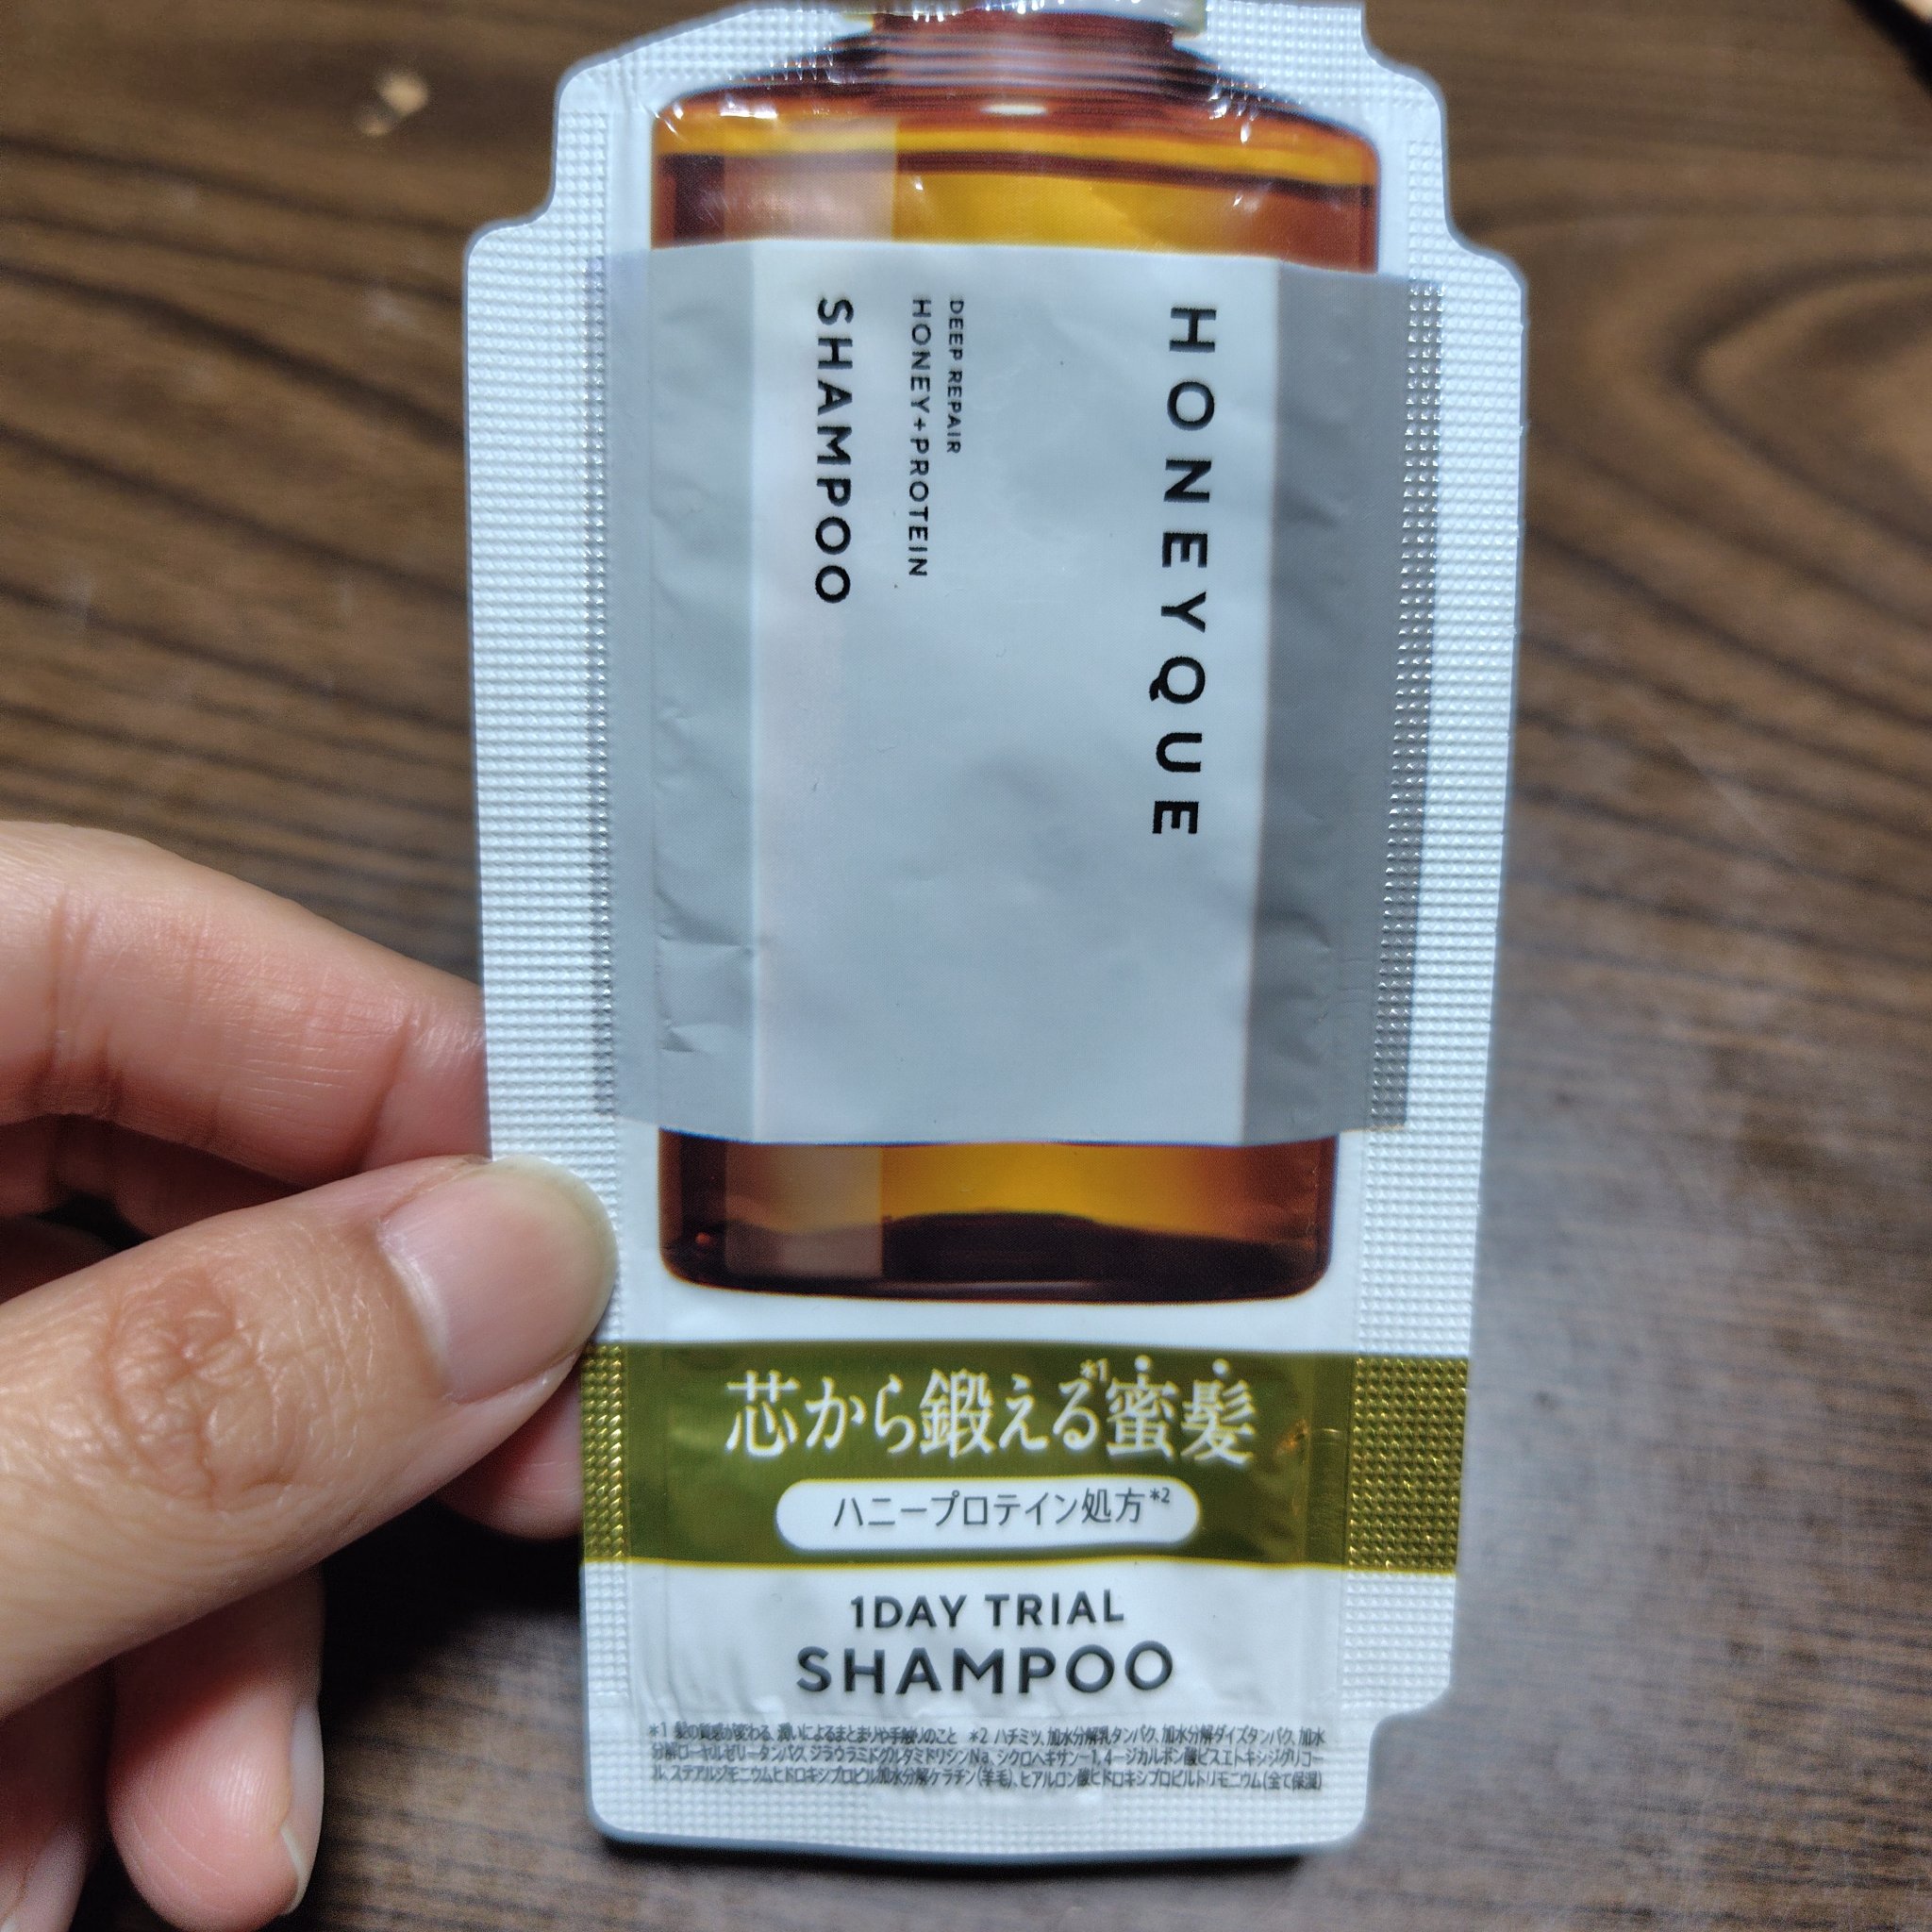 HONEYQUE
DEEP REPAIR
HONEY+PROTEIN
SHAMPOO
芯から鍛える*1蜜髪
ハニープロテイン処方*2
1DAY TRIAL
SHAMPOO
*1 髪の質感が変わる、潤いによるまとまりや手触りのこと *2 ハチミツ、加水分解乳タンパク、加水分解ダイズタンパク、加水
分解ローヤルゼリータンパク、ジラウラミドグルタミドリシンNa、シクロヘキサン-1,4-ジカルボン酸ビスエトキシジグリコー
ル、ステアルジモニウムヒドロキシプロピル加水分解ケラチン(羊毛)、ヒアルロン酸ヒドロキシプロピルトリモニウム(全て保湿)